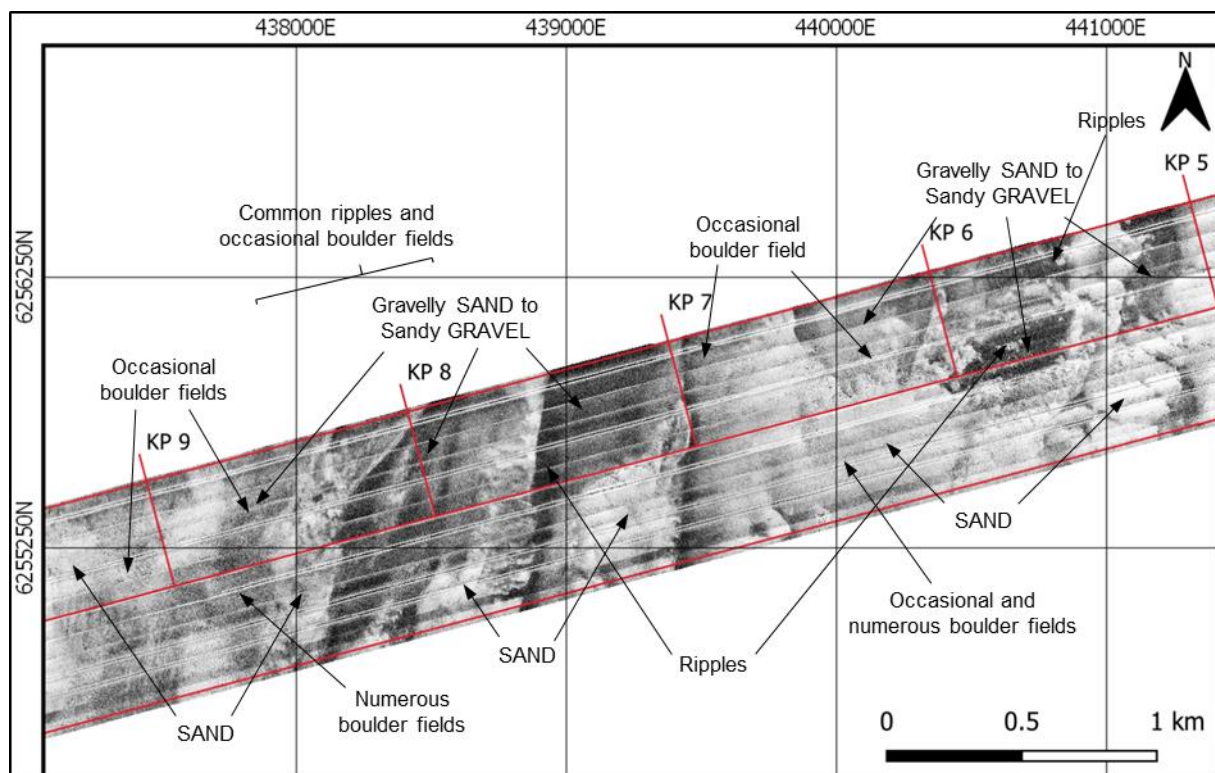 438000E
439000E
440000E
441000E
N
Ripples
KP 5
Gravelly SAND to
Sandy GRAVEL
Common ripples and
occasional boulder fields
Occasional
boulder field
KP 6
6256250N
KP 7
Gravelly SAND to
Sandy GRAVEL
Occasional
boulder fields
KP 8
KP 9
6255250N
SAND
Occasional and
numerous boulder fields
SAND
Ripples
Numerous
boulder fields
SAND
0
0.5
1 km